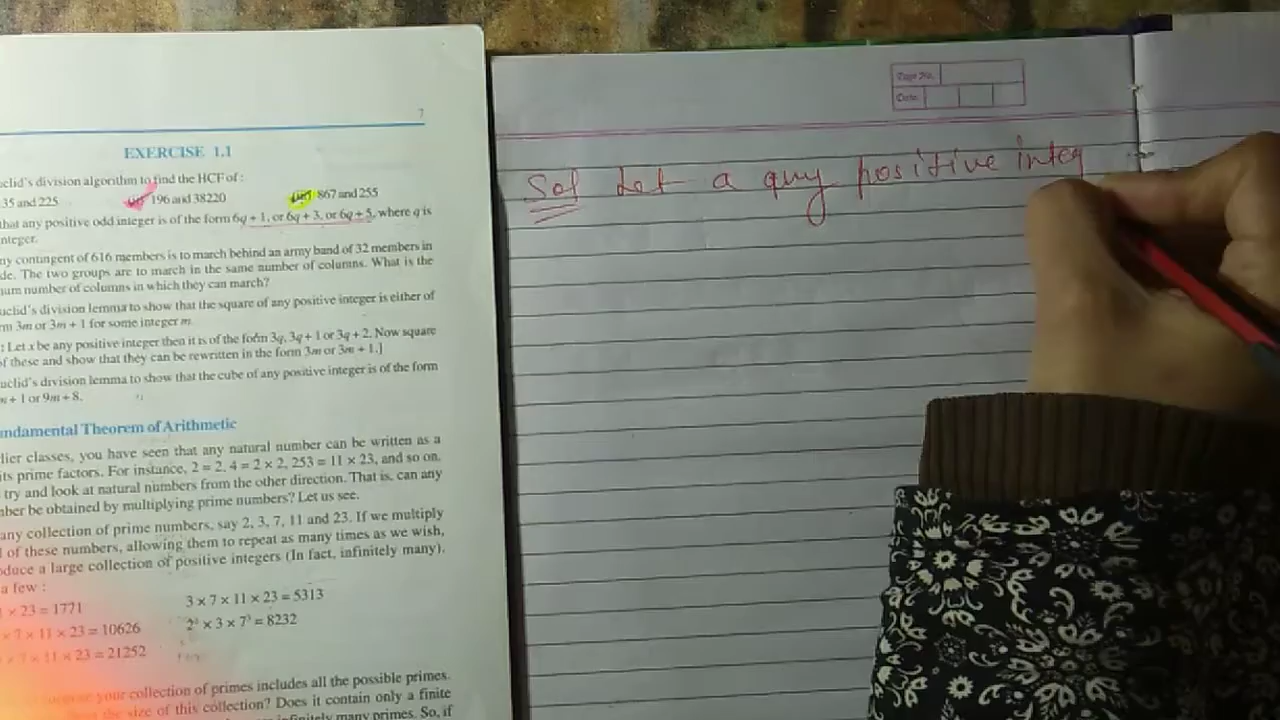 7
EXERCISE 1.1
uclid's division algorithm to find the HCF of :
35 and 225 (ii) 196 and 38220 (iii) 867 and 255
that any positive odd integer is of the form 6q + 1, or 6q + 3, or 6q + 5, where q is
nteger.
ny contingent of 616 members is to march behind an army band of 32 members in
de. The two groups are to march in the same number of columns. What is the
num number of columns in which they can march?
uclid's division lemma to show that the square of any positive integer is either of
rm 3m or 3m + 1 for some integer m.
: Let x be any positive integer then it is of the form 3q, 3q + 1 or 3q + 2. Now square
of these and show that they can be rewritten in the form 3m or 3m + 1.]
uclid's division lemma to show that the cube of any positive integer is of the form
m + 1 or 9m + 8.
ndamental Theorem of Arithmetic
lier classes, you have seen that any natural number can be written as a
its prime factors. For instance, 2 = 2, 4 = 2 × 2, 253 = 11 × 23, and so on.
try and look at natural numbers from the other direction. That is, can any
nber be obtained by multiplying prime numbers? Let us see.
any collection of prime numbers, say 2, 3, 7, 11 and 23. If we multiply
l of these numbers, allowing them to repeat as many times as we wish,
oduce a large collection of positive integers (In fact, infinitely many).
a few :
× 23 = 1771 3 × 7 × 11 × 23 = 5313
× 7 × 11 × 23 = 10626 2³ × 3 × 7³ = 8232
× 7 × 11 × 23 = 21252
your collection of primes includes all the possible primes.
the size of this collection? Does it contain only a finite
infinitely many primes. So, if
Page No.
Date
Sol Let a any positive integ